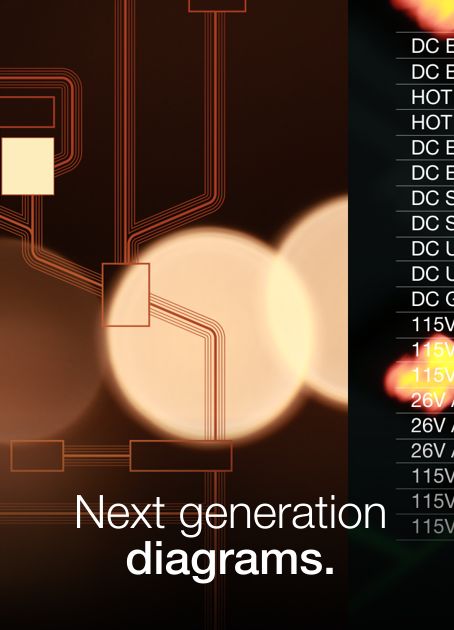 DC E
DC E
HOT
HOT
DC E
DC E
DC S
DC S
DC U
DC U
DC G
115V
115V
115V
26V A
26V A
26V A
115V
115V
115V
Next generation
diagrams.